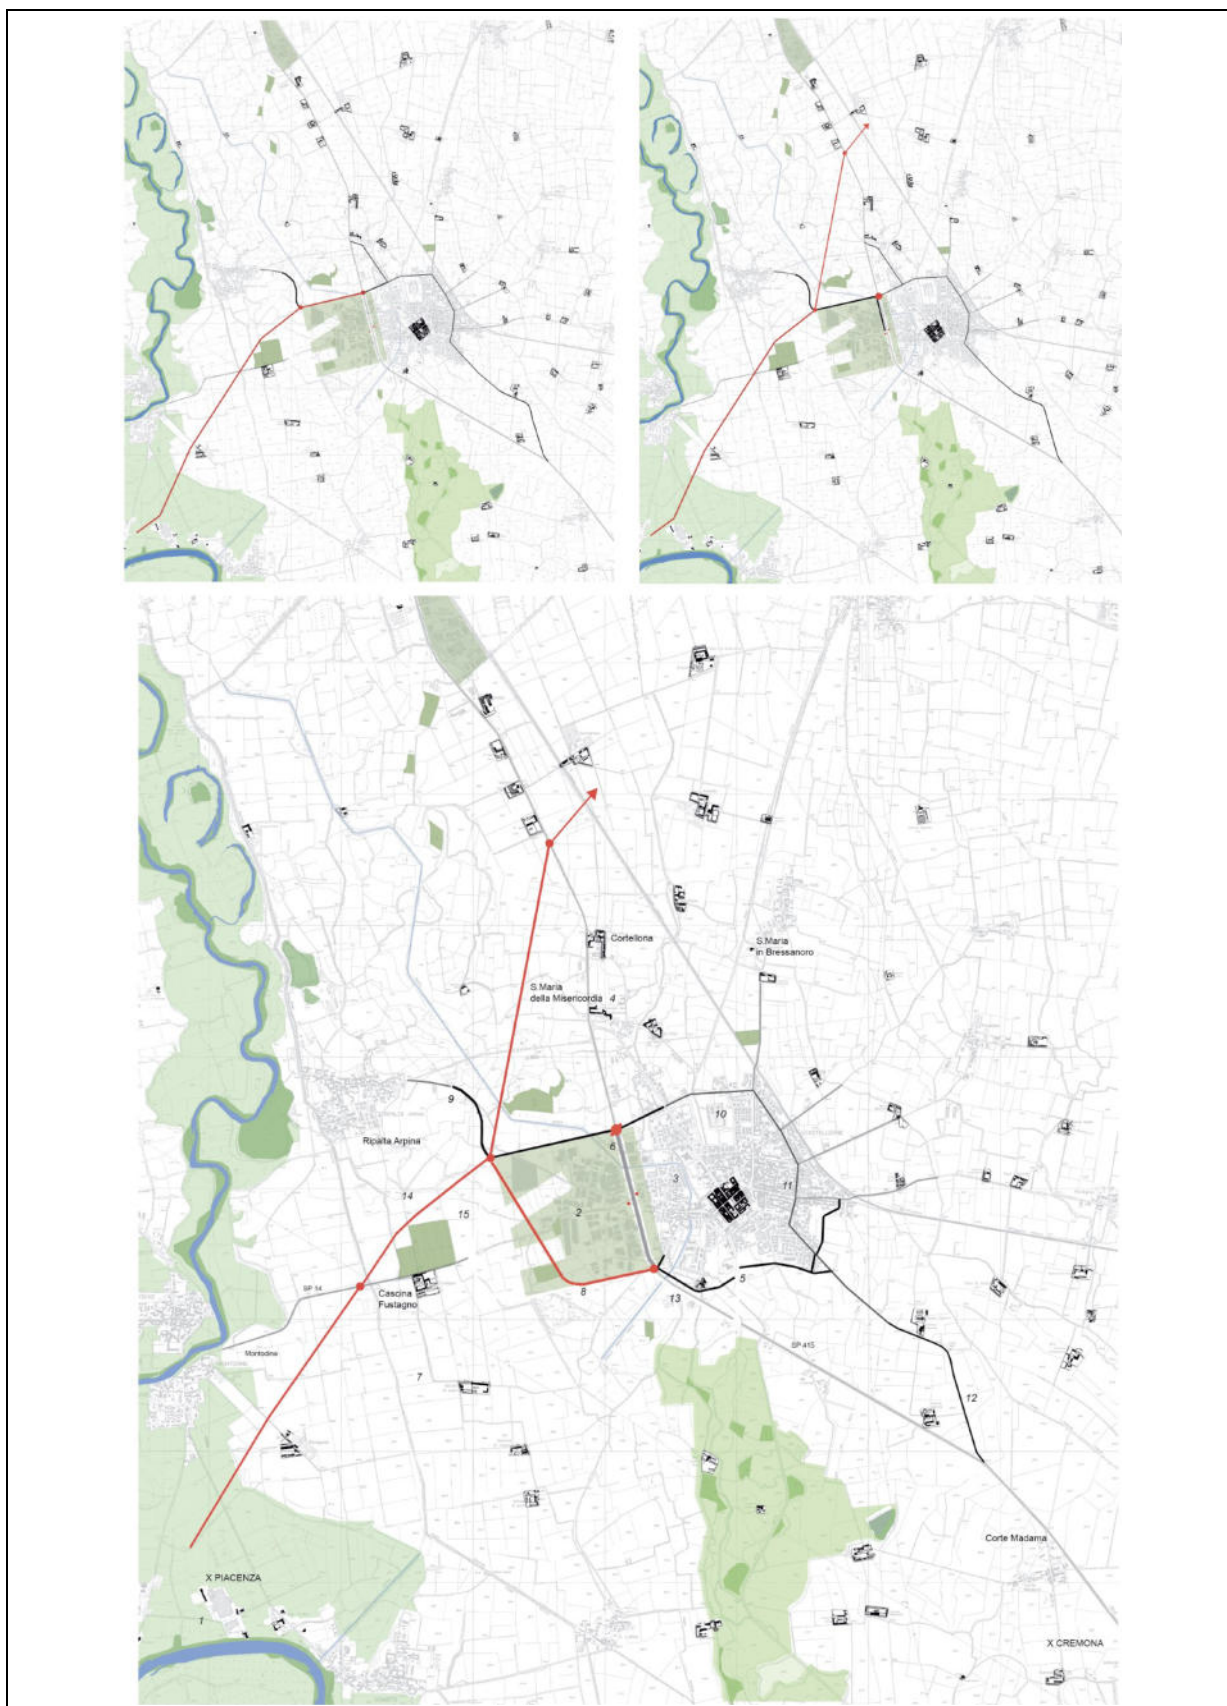 Cortellona
S.Maria
in Bressanoro
S.Maria
della Misericordia
4
9
10
6
Ripalta Arpina
3
11
14
2
15
SP 14
Cascina
Fustagno
8
13
5
Montodine
SP 415
7
12
Corte Madama
X PIACENZA
1
X CREMONA